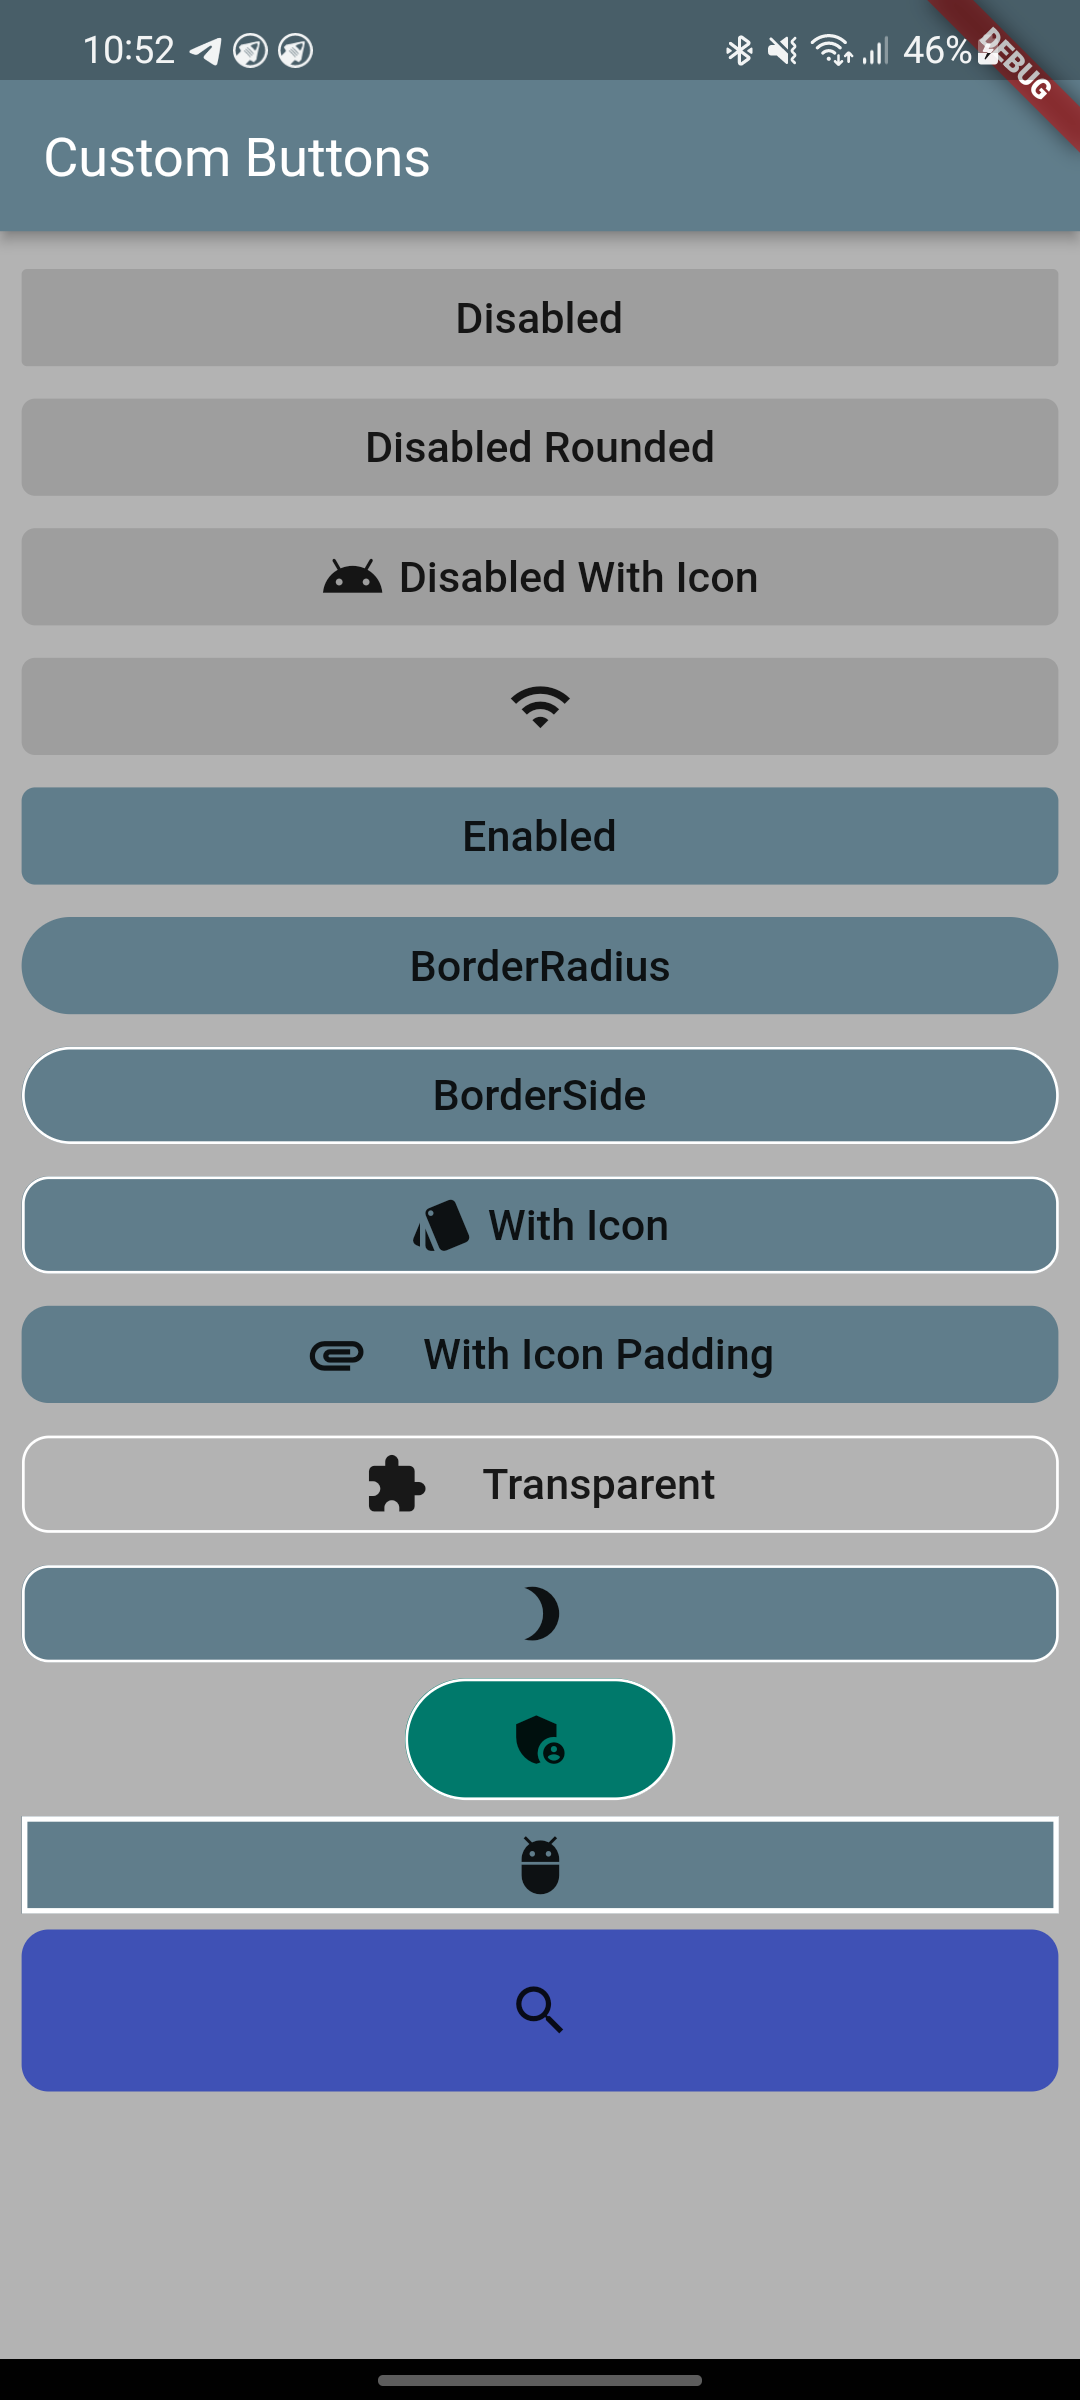 10:52
46%
DEBUG
Custom Buttons
Disabled
Disabled Rounded
Disabled With Icon
Enabled
BorderRadius
BorderSide
With Icon
With Icon Padding
Transparent